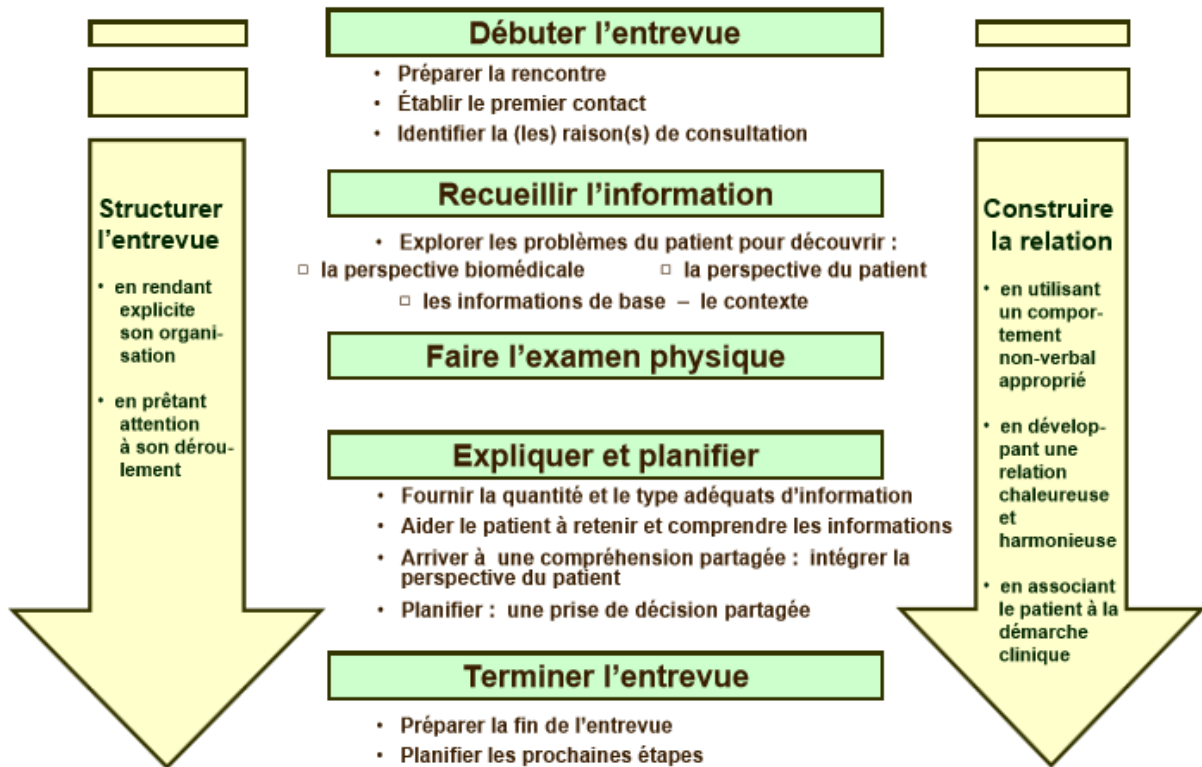 Débuter l'entrevue
• Préparer la rencontre
• Établir le premier contact
• Identifier la (les) raison(s) de consultation
Recueillir l'information
• Explorer les problèmes du patient pour découvrir :
□ la perspective biomédicale □ la perspective du patient
□ les informations de base – le contexte
Faire l'examen physique
Expliquer et planifier
• Fournir la quantité et le type adéquats d'information
• Aider le patient à retenir et comprendre les informations
• Arriver à une compréhension partagée : intégrer la
perspective du patient
• Planifier : une prise de décision partagée
Terminer l'entrevue
• Préparer la fin de l'entrevue
• Planifier les prochaines étapes
Structurer
l'entrevue
• en rendant
explicite
son organi-
sation
• en prêtant
attention
à son dérou-
lement
Construire
la relation
• en utilisant
un compor-
tement
non-verbal
approprié
• en dévelop-
pant une
relation
chaleureuse
et
harmonieuse
• en associant
le patient à la
démarche
clinique